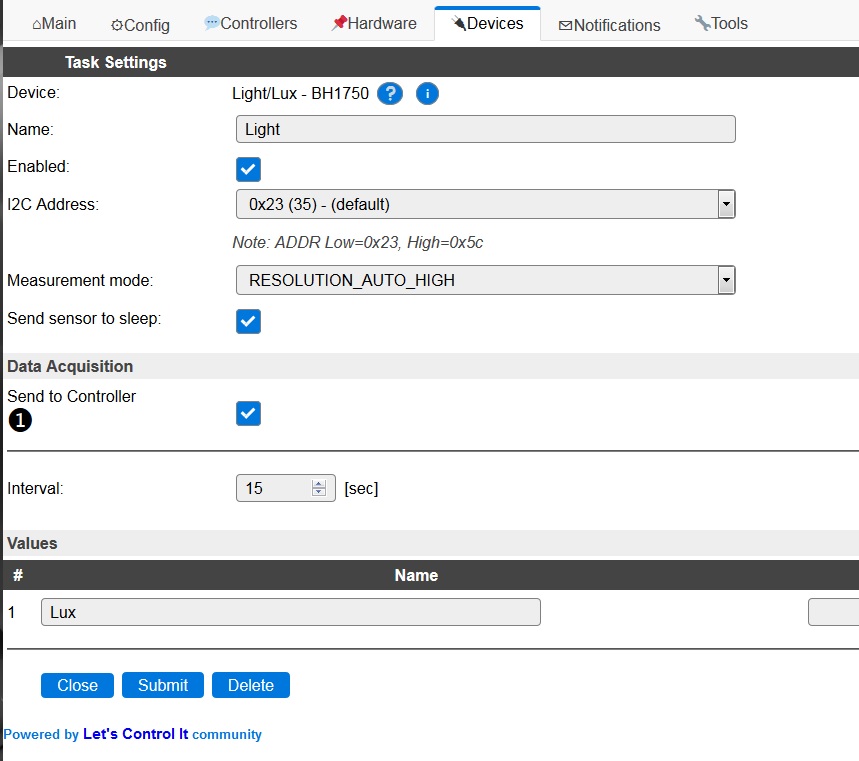 ⌂Main ⚙Config 💬Controllers 📌Hardware 🔌Devices ✉Notifications 🔧Tools
Task Settings
Device: Light/Lux - BH1750 ? i
Name: Light
Enabled:
I2C Address: 0x23 (35) - (default)
Note: ADDR Low=0x23, High=0x5c
Measurement mode: RESOLUTION_AUTO_HIGH
Send sensor to sleep:
Data Acquisition
Send to Controller
❶
Interval: 15 [sec]
Values
# Name
1 Lux
Close Submit Delete
Powered by Let's Control It community